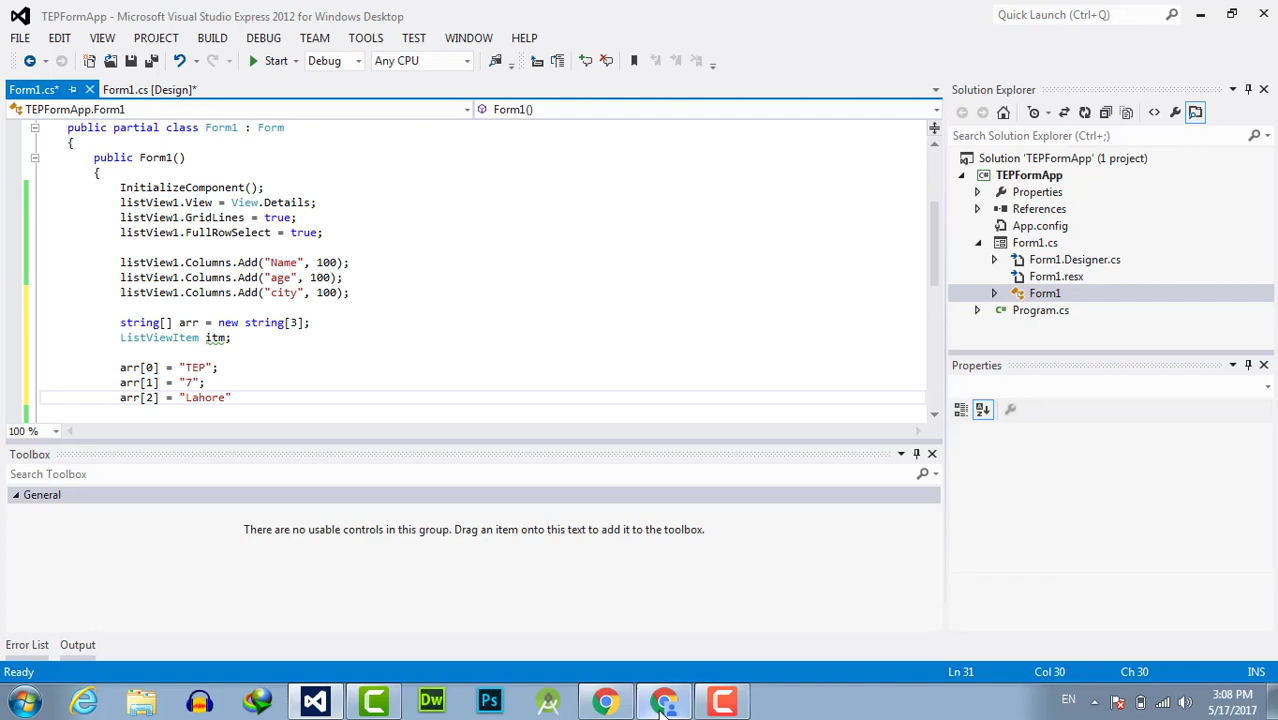 TEPFormApp - Microsoft Visual Studio Express 2012 for Windows Desktop
Quick Launch (Ctrl+Q)
FILE EDIT VIEW PROJECT BUILD DEBUG TEAM TOOLS TEST WINDOW HELP
Start Debug Any CPU
Form1.cs* Form1.cs [Design]*
TEPFormApp.Form1 Form1()
public partial class Form1 : Form
{
public Form1()
{
InitializeComponent();
listView1.View = View.Details;
listView1.GridLines = true;
listView1.FullRowSelect = true;
listView1.Columns.Add("Name", 100);
listView1.Columns.Add("age", 100);
listView1.Columns.Add("city", 100);
string[] arr = new string[3];
ListViewItem itm;
arr[0] = "TEP";
arr[1] = "7";
arr[2] = "Lahore"
100 %
Solution Explorer
Search Solution Explorer (Ctrl+;)
Solution 'TEPFormApp' (1 project)
TEPFormApp
Properties
References
App.config
Form1.cs
Form1.Designer.cs
Form1.resx
Form1
Program.cs
Properties
Toolbox
Search Toolbox
General
There are no usable controls in this group. Drag an item onto this text to add it to the toolbox.
Error List Output
Ready Ln 31 Col 30 Ch 30 INS
Dw Ps EN
3:08 PM
5/17/2017